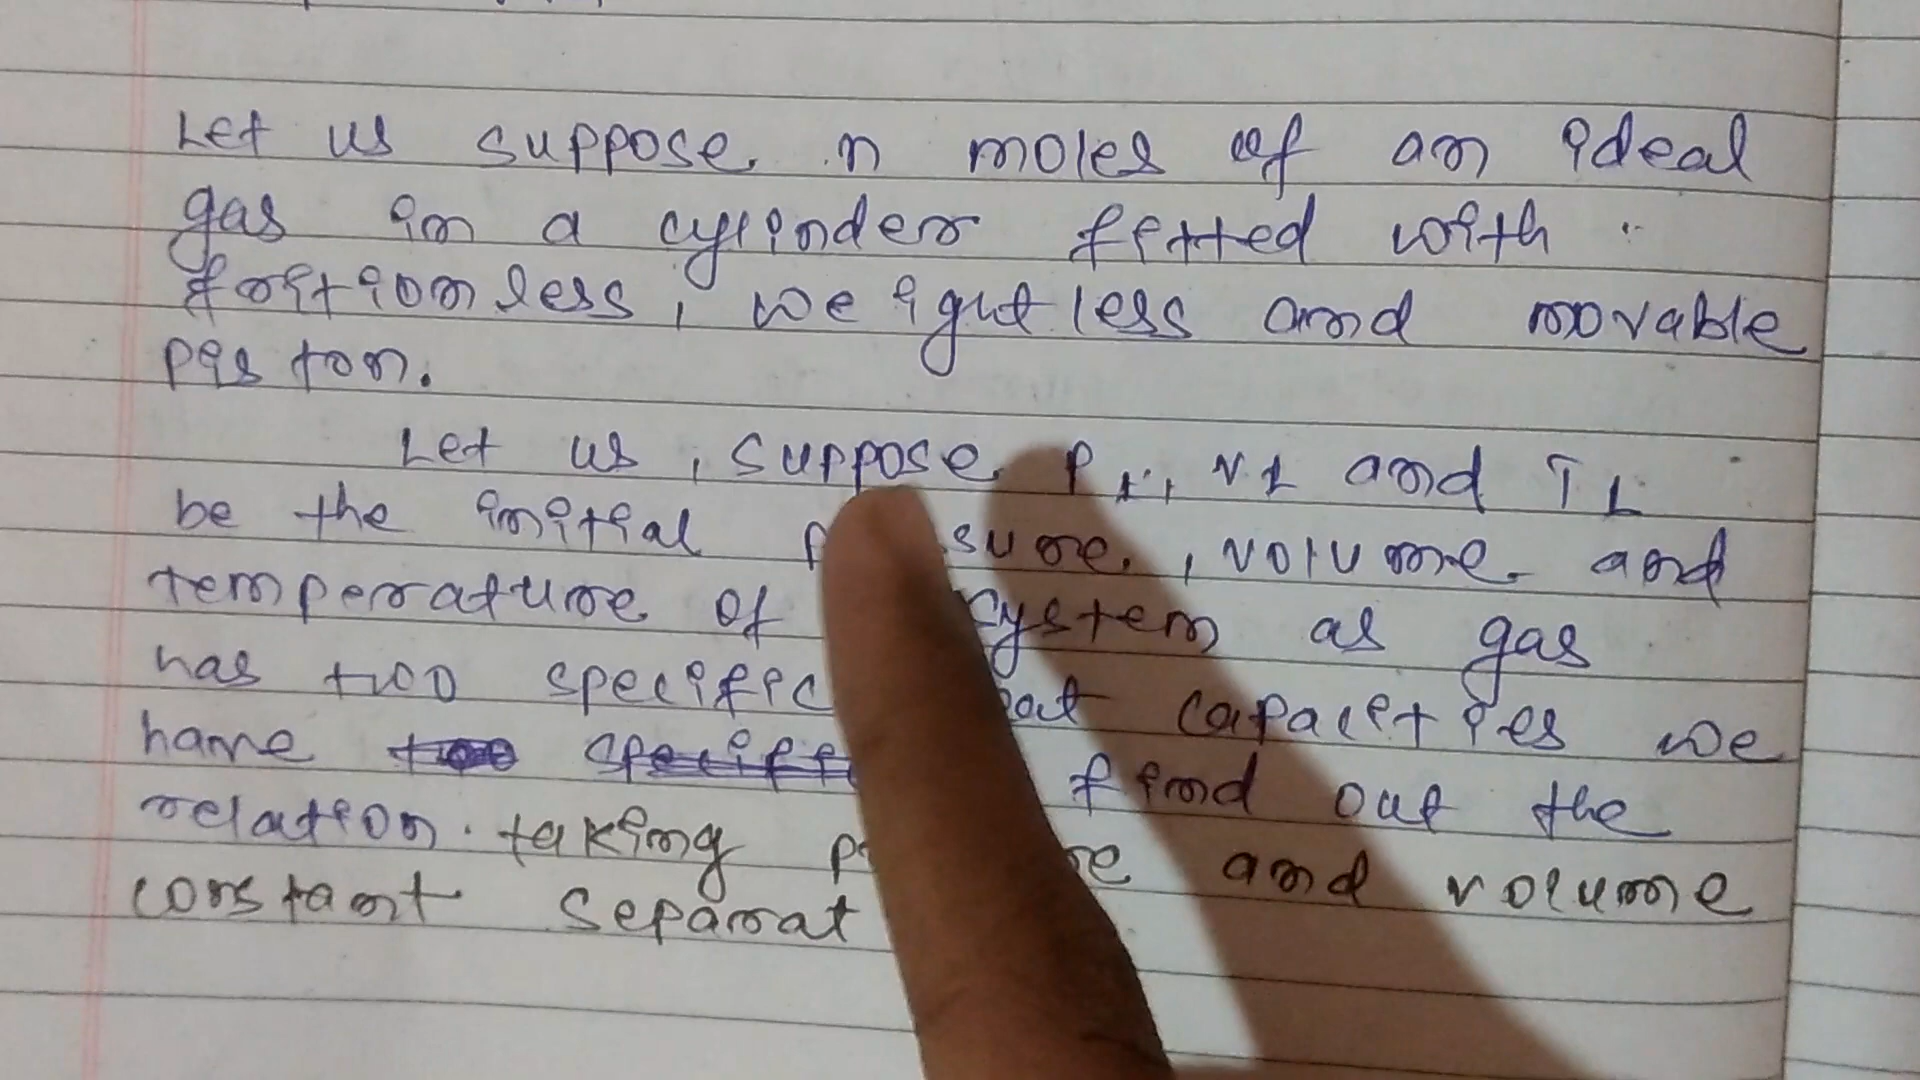 Let us suppose n moles of an ideal
gas in a cylinder fitted with
frictionless, weightless and movable
piston.
Let us, suppose P1, V1 and T1
be the initial volume and
temperature of system as gas
has two specific capacities we
have find out the
relation. taking and volume
constant